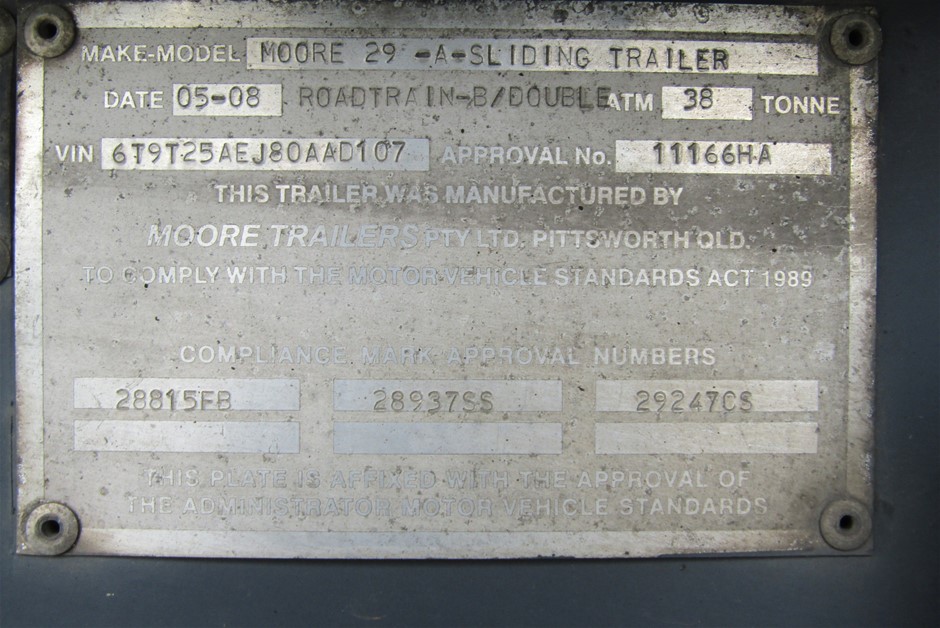 MAKE-MODEL MOORE 29 -A-SLIDING TRAILER
DATE 05-08 ROADTRAIN-B/DOUBLE ATM 38 TONNE
VIN 6T9T25AEJ80AAD107 APPROVAL No. 11166HA
THIS TRAILER WAS MANUFACTURED BY
MOORE TRAILERS PTY LTD, PITTSWORTH QLD.
TO COMPLY WITH THE MOTOR VEHICLE STANDARDS ACT 1989
COMPLIANCE MARK APPROVAL NUMBERS
28815FB 28937SS 29247CS
THIS PLATE IS AFFIXED WITH THE APPROVAL OF
THE ADMINISTRATOR MOTOR VEHICLE STANDARDS